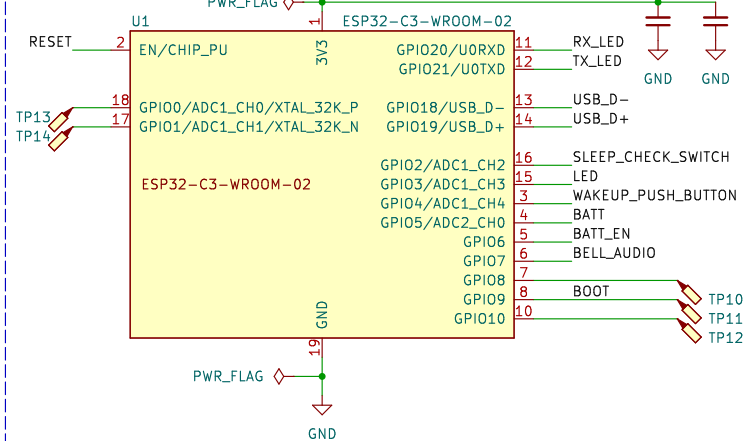 PWR_FLAG
U1
ESP32-C3-WROOM-02
1
3V3
RESET
2
EN/CHIP_PU
GPIO20/U0RXD
11
RX_LED
GPIO21/U0TXD
12
TX_LED
GND
GND
TP13
18
GPIO0/ADC1_CH0/XTAL_32K_P
GPIO18/USB_D-
13
USB_D-
TP14
17
GPIO1/ADC1_CH1/XTAL_32K_N
GPIO19/USB_D+
14
USB_D+
GPIO2/ADC1_CH2
16
SLEEP_CHECK_SWITCH
ESP32-C3-WROOM-02
GPIO3/ADC1_CH3
15
LED
GPIO4/ADC1_CH4
3
WAKEUP_PUSH_BUTTON
GPIO5/ADC2_CH0
4
BATT
GPIO6
5
BATT_EN
GPIO7
6
BELL_AUDIO
GPIO8
7
TP10
GPIO9
8
BOOT
TP11
GPIO10
10
TP12
GND
19
PWR_FLAG
GND